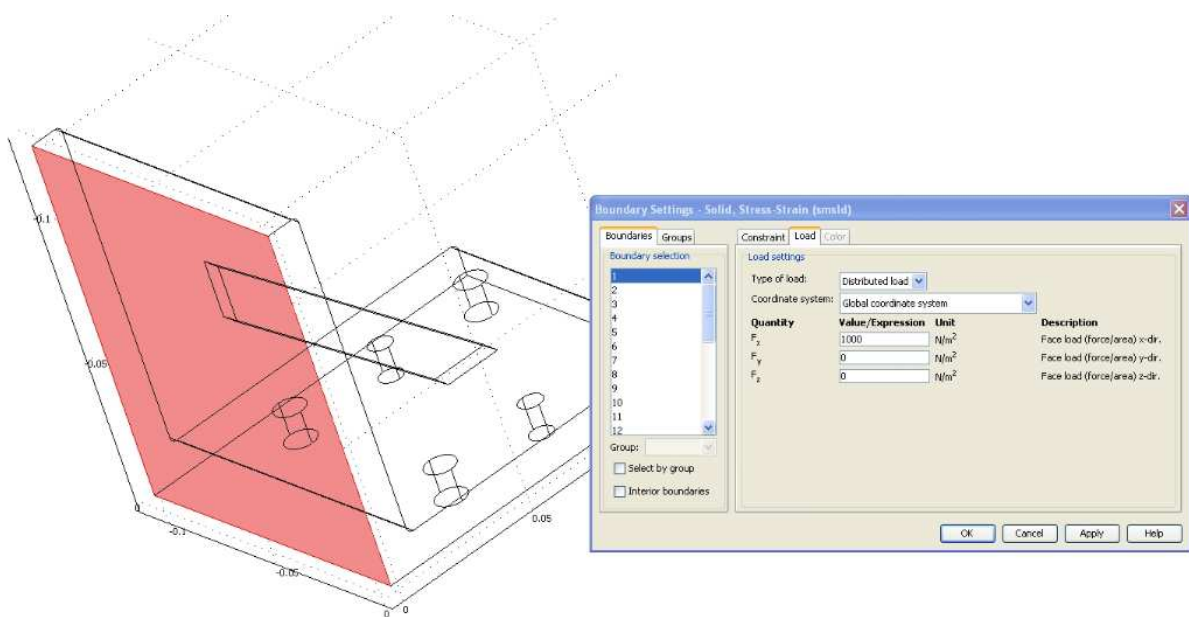 -0.1
-0.05
0
-0.1
-0.05
0
0
0.05
Boundary Settings - Solid, Stress-Strain (smsld)
Boundaries Groups
Boundary selection
1
2
3
4
5
6
7
8
9
10
11
12
Group:
Select by group
Interior boundaries
Constraint Load Color
Load settings
Type of load: Distributed load
Coordinate system: Global coordinate system
Quantity Value/Expression Unit Description
Fx 1000 N/m² Face load (force/area) x-dir.
Fy 0 N/m² Face load (force/area) y-dir.
Fz 0 N/m² Face load (force/area) z-dir.
OK Cancel Apply Help